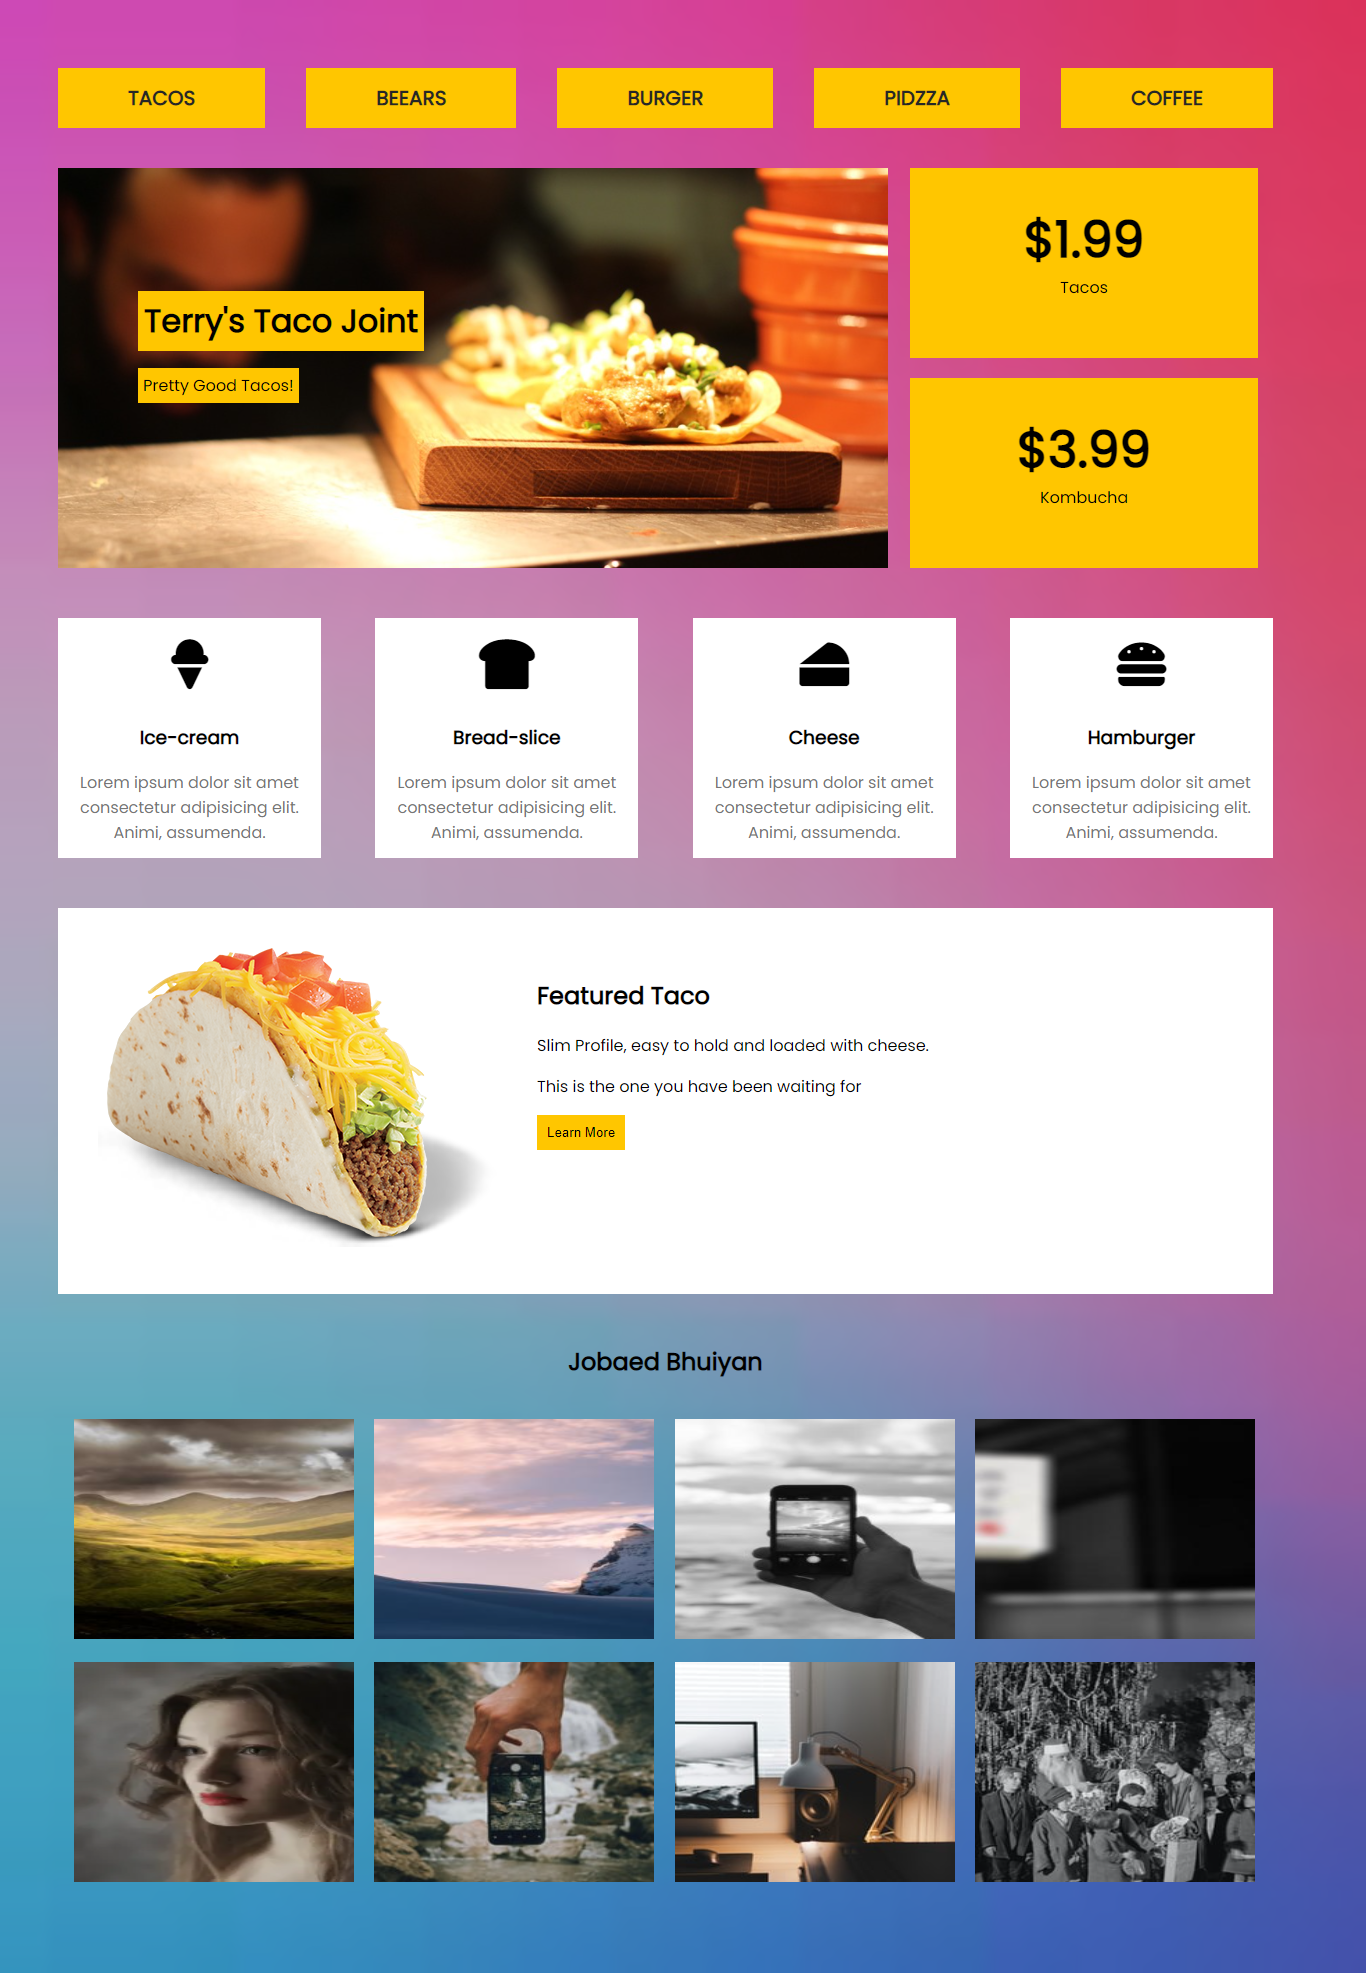 TACOS
BEEARS
BURGER
PIDZZA
COFFEE
Terry's Taco Joint
Pretty Good Tacos!
$1.99
Tacos
$3.99
Kombucha
Ice-cream
Lorem ipsum dolor sit amet
consectetur adipisicing elit.
Animi, assumenda.
Bread-slice
Lorem ipsum dolor sit amet
consectetur adipisicing elit.
Animi, assumenda.
Cheese
Lorem ipsum dolor sit amet
consectetur adipisicing elit.
Animi, assumenda.
Hamburger
Lorem ipsum dolor sit amet
consectetur adipisicing elit.
Animi, assumenda.
Featured Taco
Slim Profile, easy to hold and loaded with cheese.
This is the one you have been waiting for
Learn More
Jobaed Bhuiyan